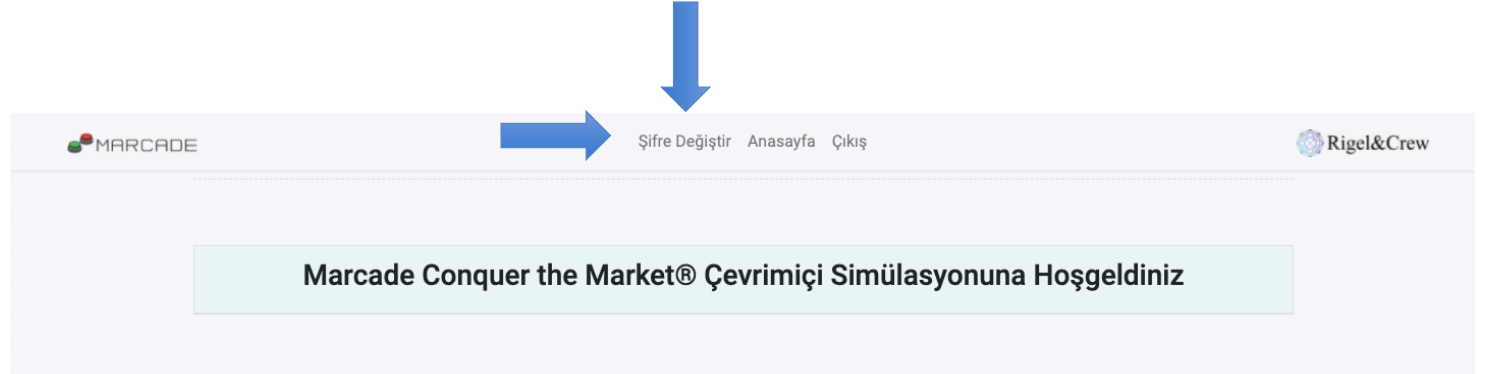 MARCADE
Şifre Değiştir Anasayfa Çıkış
Rigel&Crew
Marcade Conquer the Market® Çevrimiçi Simülasyonuna Hoşgeldiniz